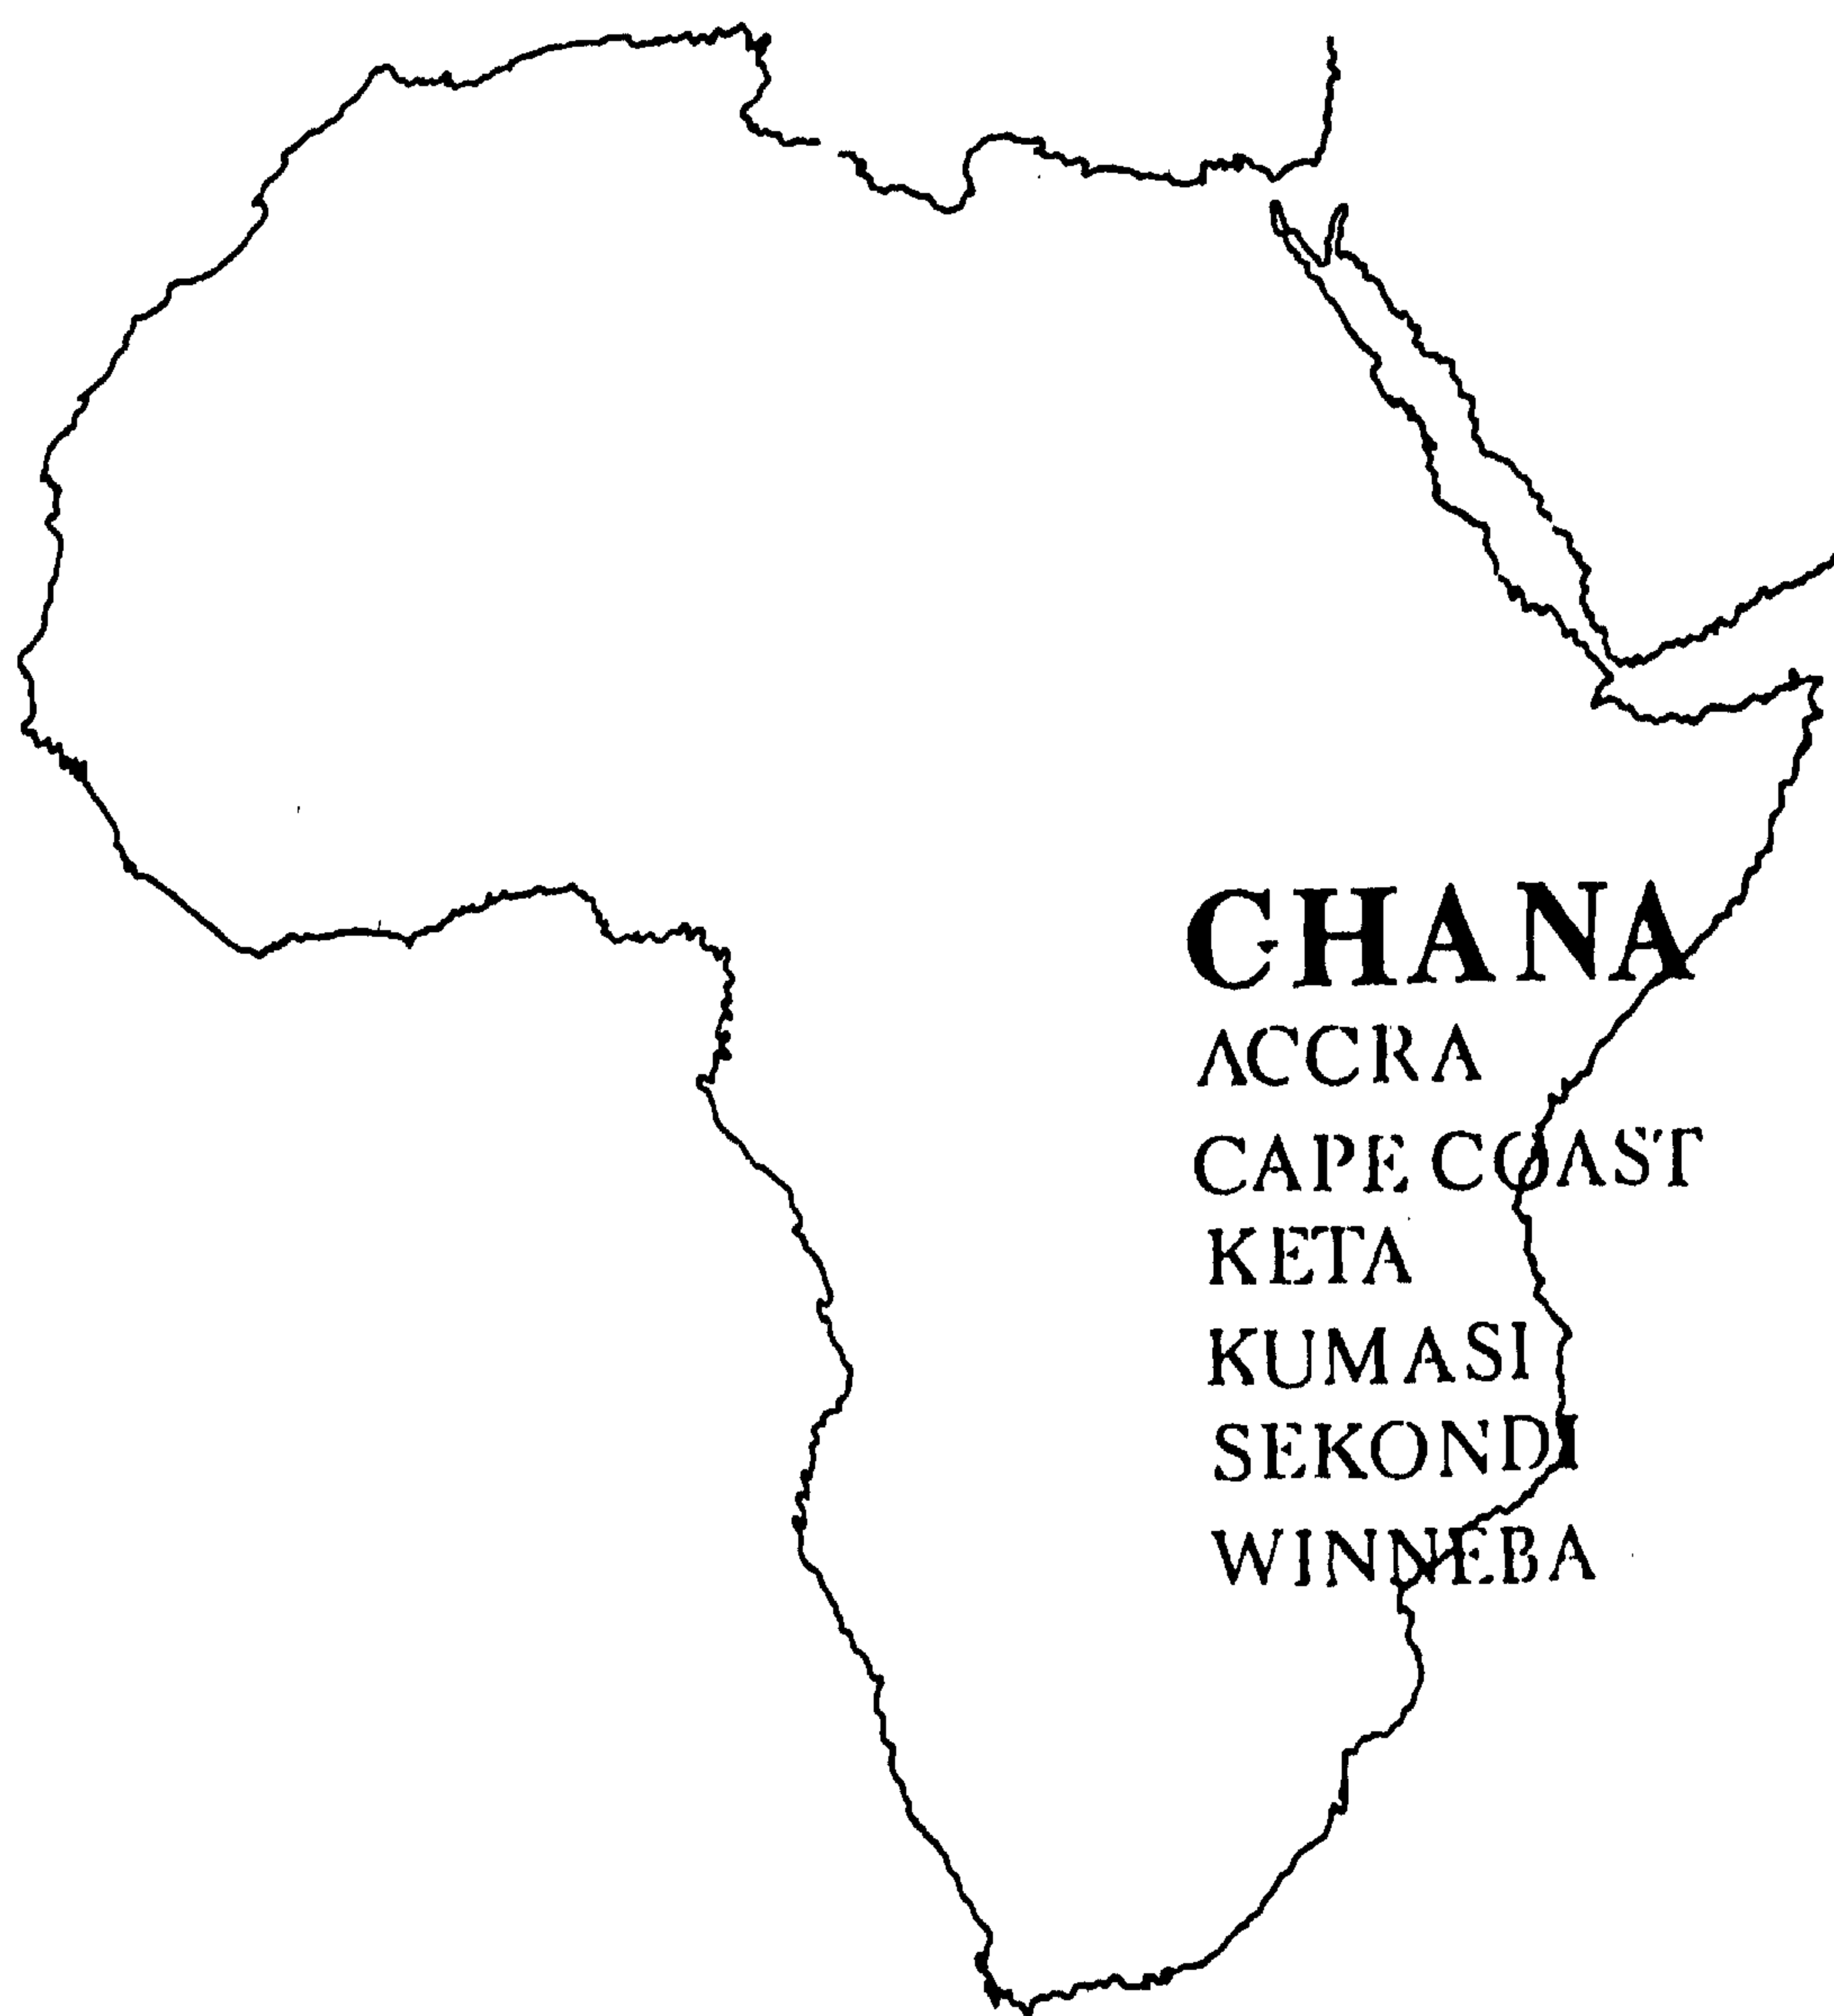 GHANA
ACCRA
CAPE COAST
KETA
KUMASI
SEKONDI
WINNEBA